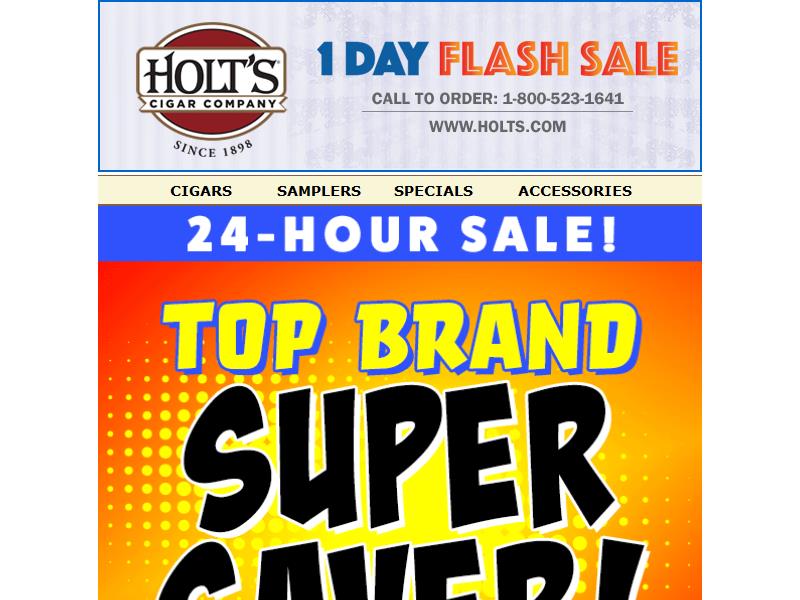 HOLT'S
CIGAR COMPANY
SINCE 1898
1 DAY FLASH SALE
CALL TO ORDER: 1-800-523-1641
WWW.HOLTS.COM
CIGARS SAMPLERS SPECIALS ACCESSORIES
24-HOUR SALE!
TOP BRAND
SUPER
SAVER!